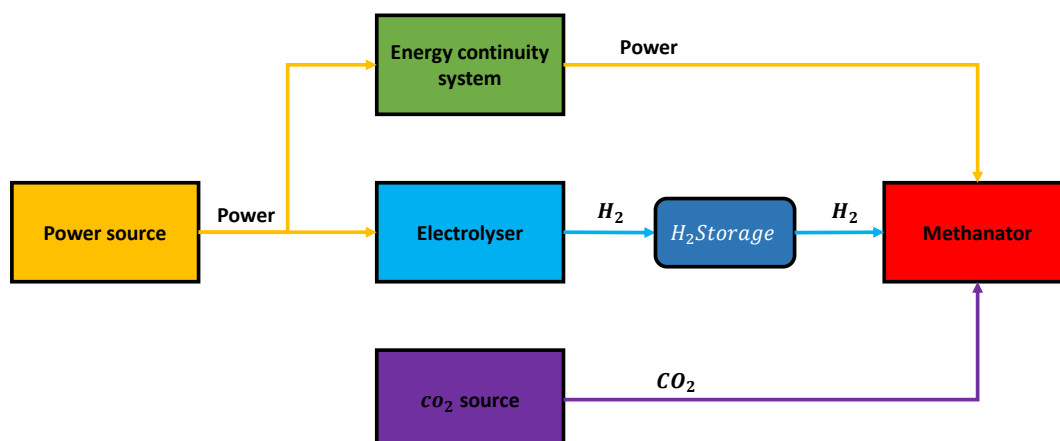 Energy continuity
system
Power
Power source
Power
Electrolyser
H₂
H₂Storage
H₂
Methanator
co₂ source
CO₂